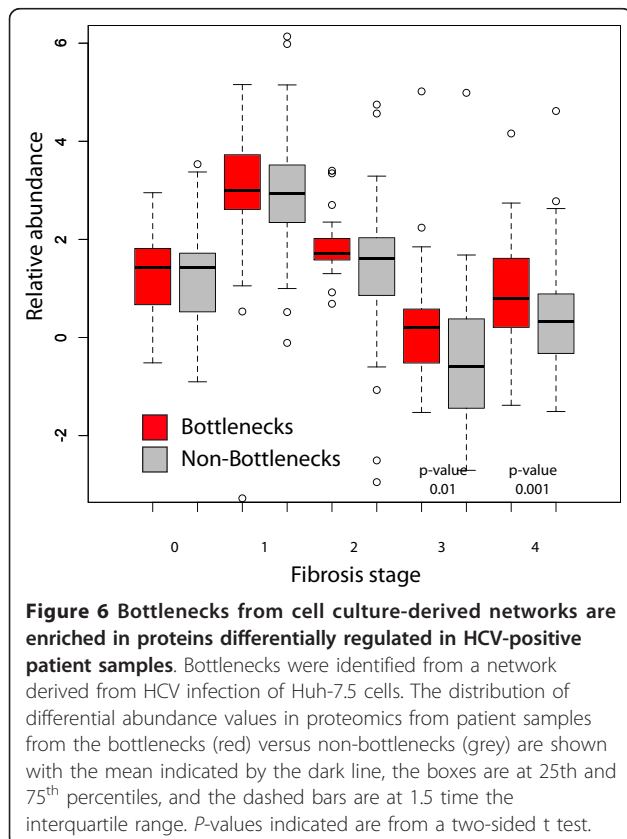 6
4
2
0
-2
Relative abundance
Bottlenecks
Non-Bottlenecks
p-value
0.01
p-value
0.001
0 1 2 3 4
Fibrosis stage
Figure 6 Bottlenecks from cell culture-derived networks are
enriched in proteins differentially regulated in HCV-positive
patient samples. Bottlenecks were identified from a network
derived from HCV infection of Huh-7.5 cells. The distribution of
differential abundance values in proteomics from patient samples
from the bottlenecks (red) versus non-bottlenecks (grey) are shown
with the mean indicated by the dark line, the boxes are at 25th and
75th percentiles, and the dashed bars are at 1.5 time the
interquartile range. P-values indicated are from a two-sided t test.